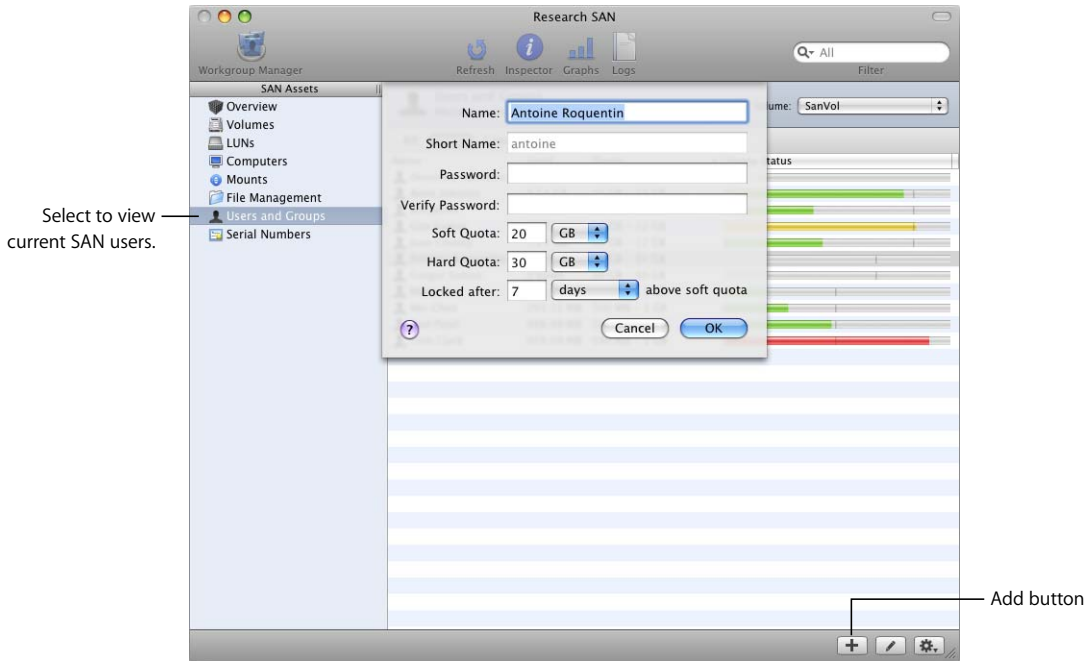 Research SAN
Workgroup Manager
Refresh Inspector Graphs Logs
All
Filter
SAN Assets
Overview
Volumes
LUNs
Computers
Mounts
File Management
Users and Groups
Serial Numbers
Select to view
current SAN users.
Name: Antoine Roquentin
Short Name: antoine
Password:
Verify Password:
Soft Quota: 20 GB
Hard Quota: 30 GB
Locked after: 7 days above soft quota
? Cancel OK
ume: SanVol
tatus
Add button